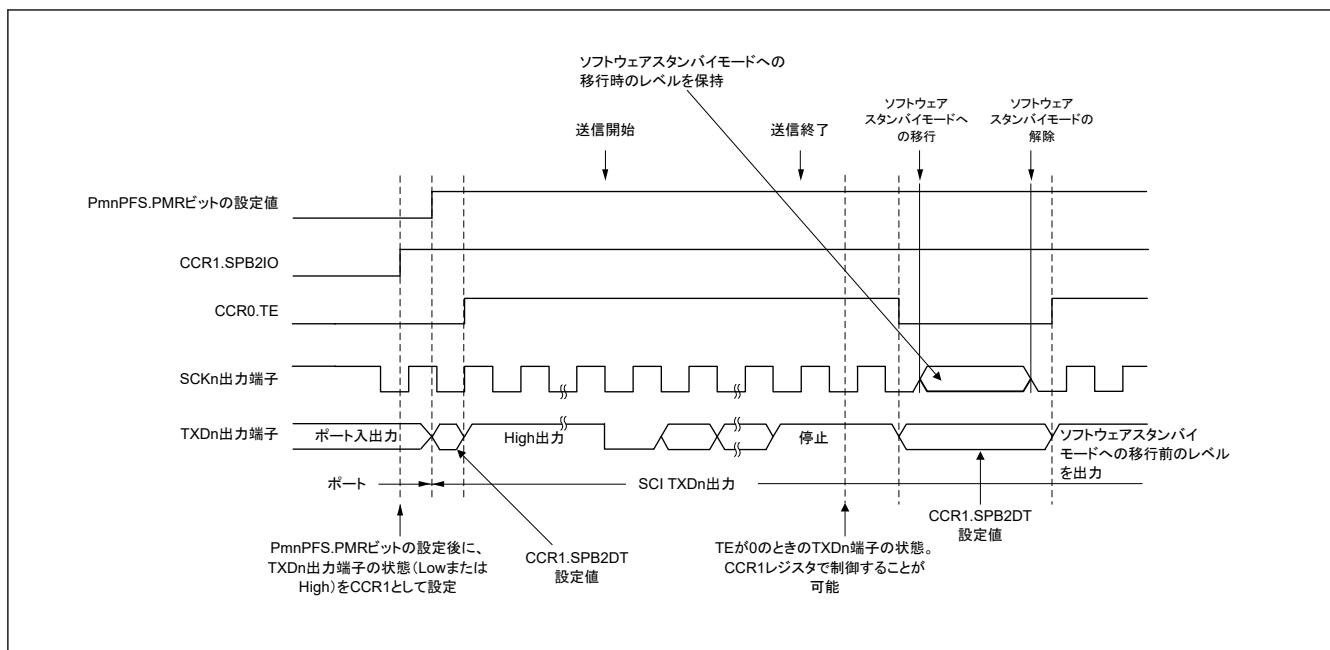 ソフトウェアスタンバイモードへの
移行時のレベルを保持
ソフトウェア
スタンバイモードへ
の移行
ソフトウェア
スタンバイモードの
解除
送信開始
送信終了
PmnPFS.PMRビットの設定値
CCR1.SPB2IO
CCR0.TE
SCKn出力端子
TXDn出力端子
ポート入出力
High出力
停止
ソフトウェアスタンバイ
モードへの移行前のレベル
を出力
ポート
SCI TXDn出力
PmnPFS.PMRビットの設定後に、
TXDn出力端子の状態（Lowまたは
High）をCCR1として設定
CCR1.SPB2DT
設定値
TEが0のときのTXDn端子の状態。
CCR1レジスタで制御することが
可能
CCR1.SPB2DT
設定値